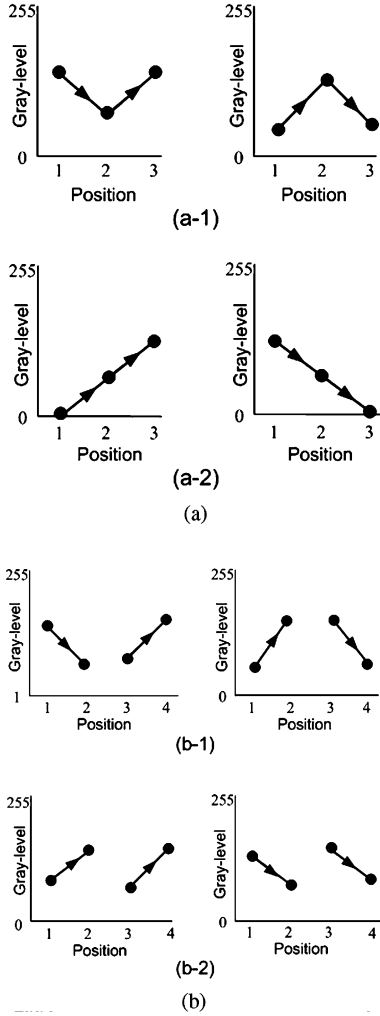 255 255
Gray-level Gray-level
0 0
1 2 3 1 2 3
Position Position
(a-1)
255 255
Gray-level Gray-level
0 0
1 2 3 1 2 3
Position Position
(a-2)
(a)
255 255
Gray-level Gray-level
1 0
1 2 3 4 1 2 3 4
Position Position
(b-1)
255 255
Gray-level Gray-level
0 0
1 2 3 4 1 2 3 4
Position Position
(b-2)
(b)